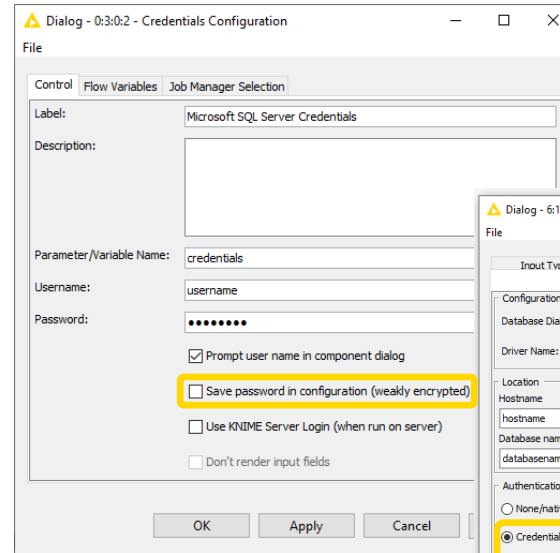 Dialog - 0:3:0:2 - Credentials Configuration
File
Control Flow Variables Job Manager Selection
Label: Microsoft SQL Server Credentials
Description:
Parameter/Variable Name: credentials
Username: username
Password: ••••••••
Prompt user name in component dialog
Save password in configuration (weakly encrypted)
Use KNIME Server Login (when run on server)
Don't render input fields
OK Apply Cancel
Dialog - 6:1
File
Input Ty
Configuration
Database Dia
Driver Name:
Location
Hostname
hostname
Database nam
databasenam
Authenticatio
None/nati
Credential